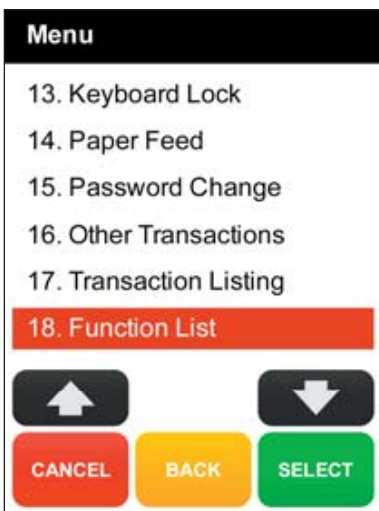 Menu
13. Keyboard Lock
14. Paper Feed
15. Password Change
16. Other Transactions
17. Transaction Listing
18. Function List
CANCEL BACK SELECT